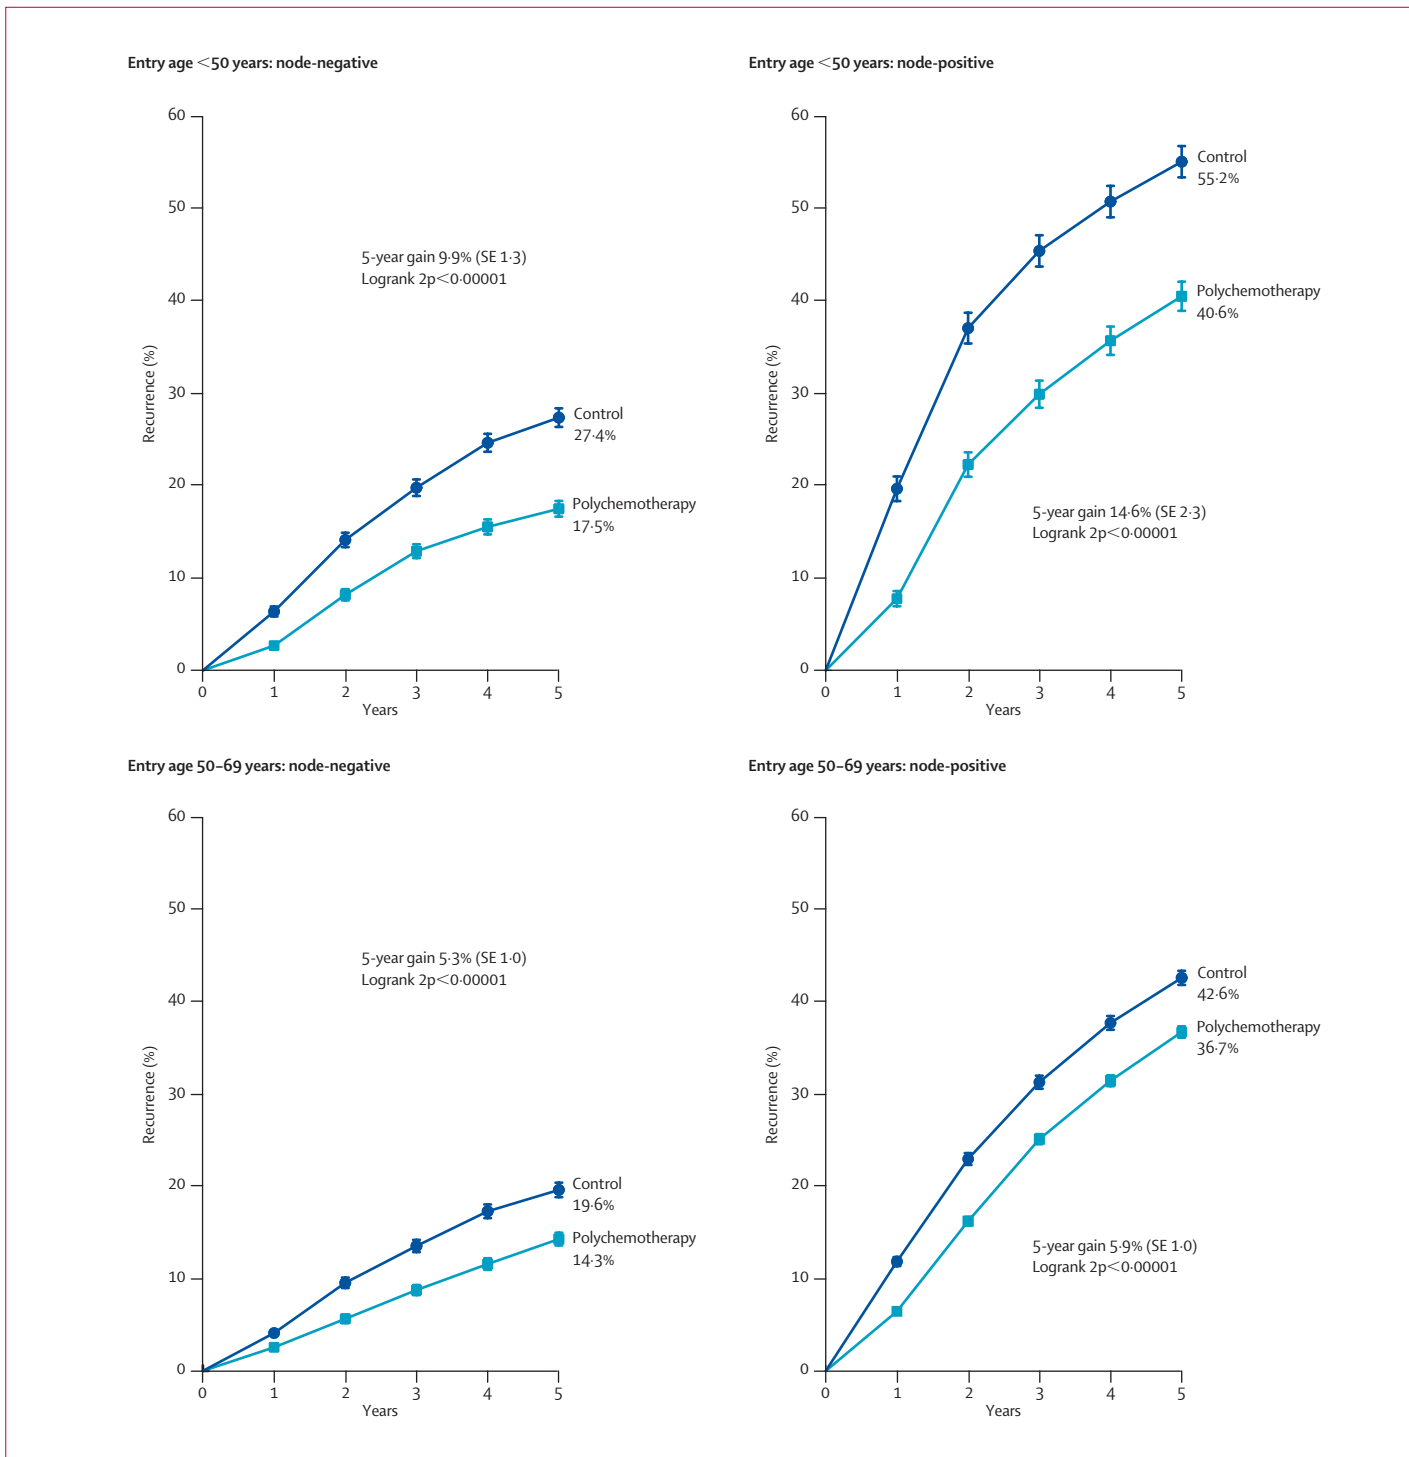 Entry age <50 years: node-negative
60
50
40
30
20
10
0
Recurrence (%)
5-year gain 9·9% (SE 1·3)
Logrank 2p<0·00001
Control
27·4%
Polychemotherapy
17·5%
0 1 2 3 4 5
Years
Entry age <50 years: node-positive
60
50
40
30
20
10
0
Recurrence (%)
Control
55·2%
Polychemotherapy
40·6%
5-year gain 14·6% (SE 2·3)
Logrank 2p<0·00001
0 1 2 3 4 5
Years
Entry age 50–69 years: node-negative
60
50
40
30
20
10
0
Recurrence (%)
5-year gain 5·3% (SE 1·0)
Logrank 2p<0·00001
Control
19·6%
Polychemotherapy
14·3%
0 1 2 3 4 5
Years
Entry age 50–69 years: node-positive
60
50
40
30
20
10
0
Recurrence (%)
Control
42·6%
Polychemotherapy
36·7%
5-year gain 5·9% (SE 1·0)
Logrank 2p<0·00001
0 1 2 3 4 5
Years